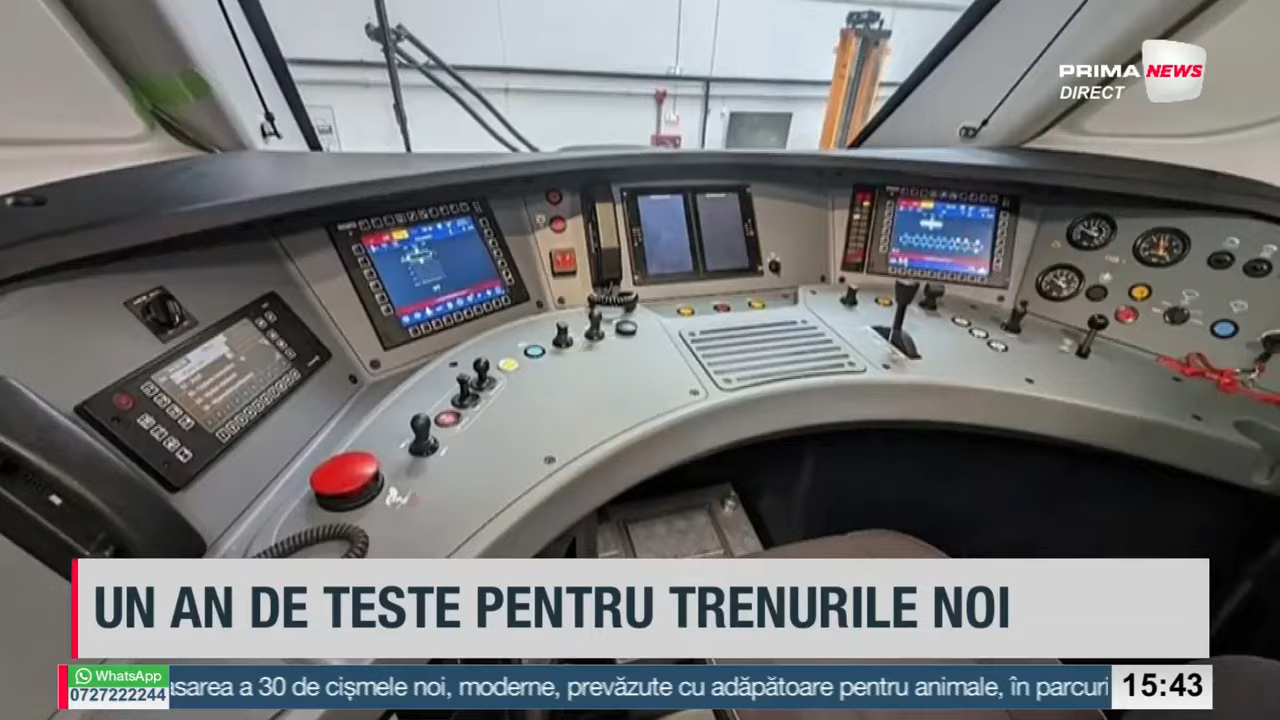 PRIMA NEWS
DIRECT
UN AN DE TESTE PENTRU TRENURILE NOI
WhatsApp
0727222244
asarea a 30 de cișmele noi, moderne, prevăzute cu adăpătoare pentru animale, în parcuri
15:43